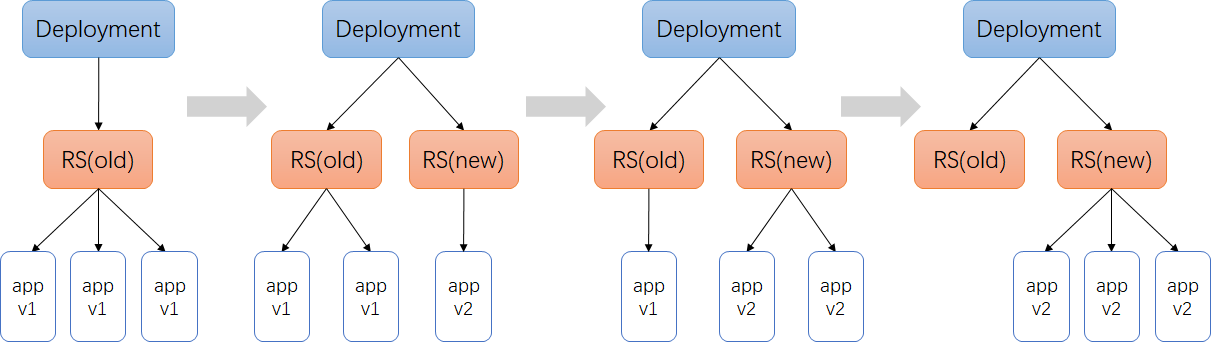 Deployment
RS(old)
app
v1
app
v1
app
v1
Deployment
RS(old)
RS(new)
app
v1
app
v1
app
v2
Deployment
RS(old)
RS(new)
app
v1
app
v2
app
v2
Deployment
RS(old)
RS(new)
app
v2
app
v2
app
v2